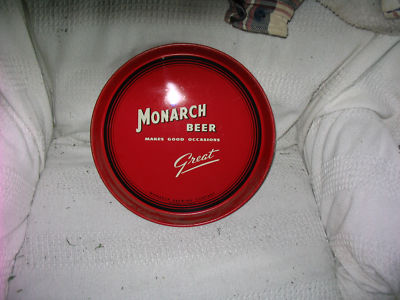 MONARCH
BEER
MAKES GOOD OCCASIONS
Great